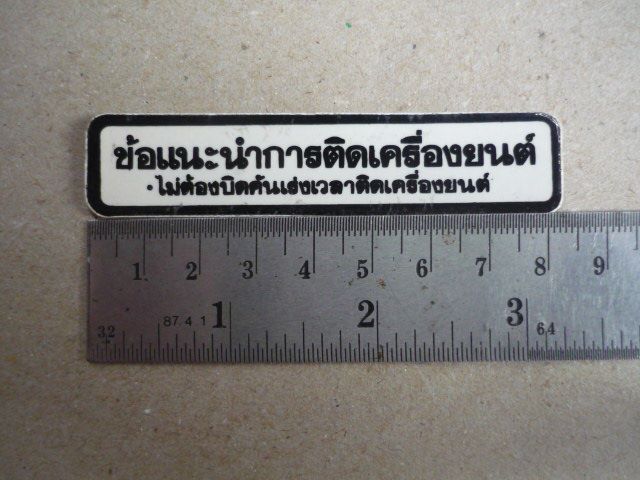 ข้อแนะนำการติดเครื่องยนต์
·ไม่ต้องบิดคันเร่งเวลาติดเครื่องยนต์
1 2 3 4 5 6 7 8 9
87.4.1 1 2 3
32 64